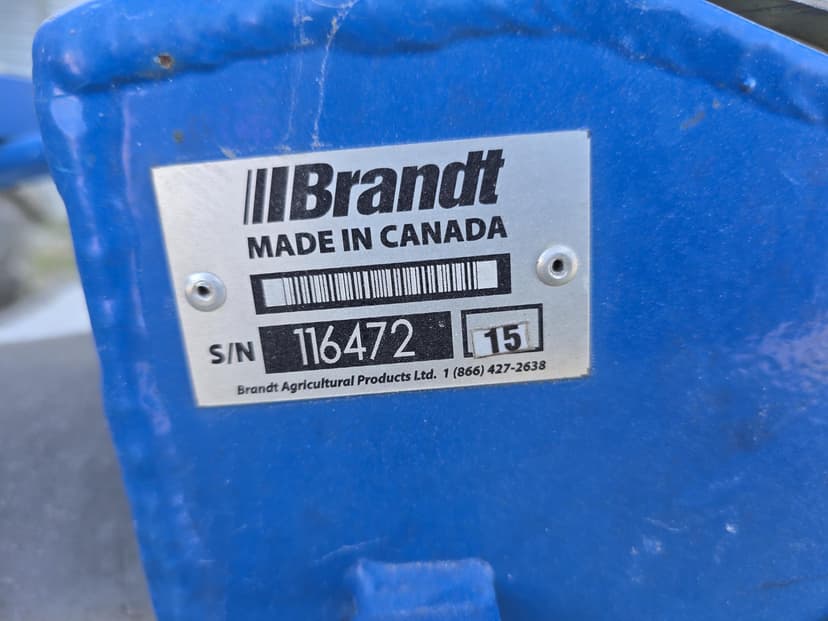 Brandt
MADE IN CANADA
S/N 116472 15
Brandt Agricultural Products Ltd. 1 (866) 427-2638